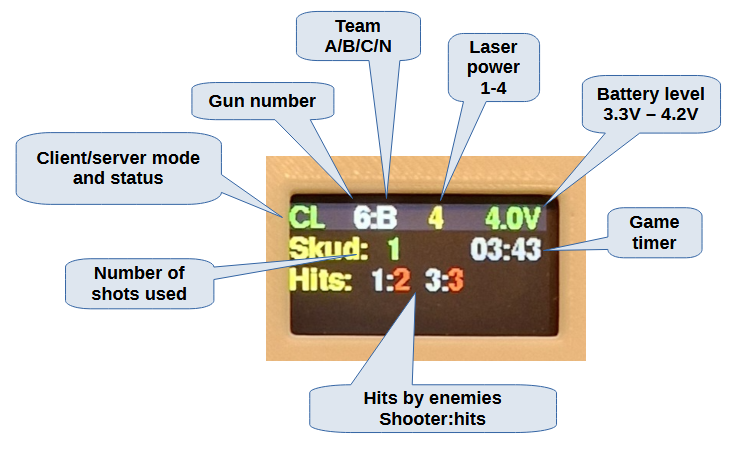 Team
A/B/C/N
Laser
power
1-4
Gun number
Battery level
3.3V – 4.2V
Client/server mode
and status
CL 6:B 4 4.0V
Skud: 1 03:43
Hits: 1:2 3:3
Game
timer
Number of
shots used
Hits by enemies
Shooter:hits